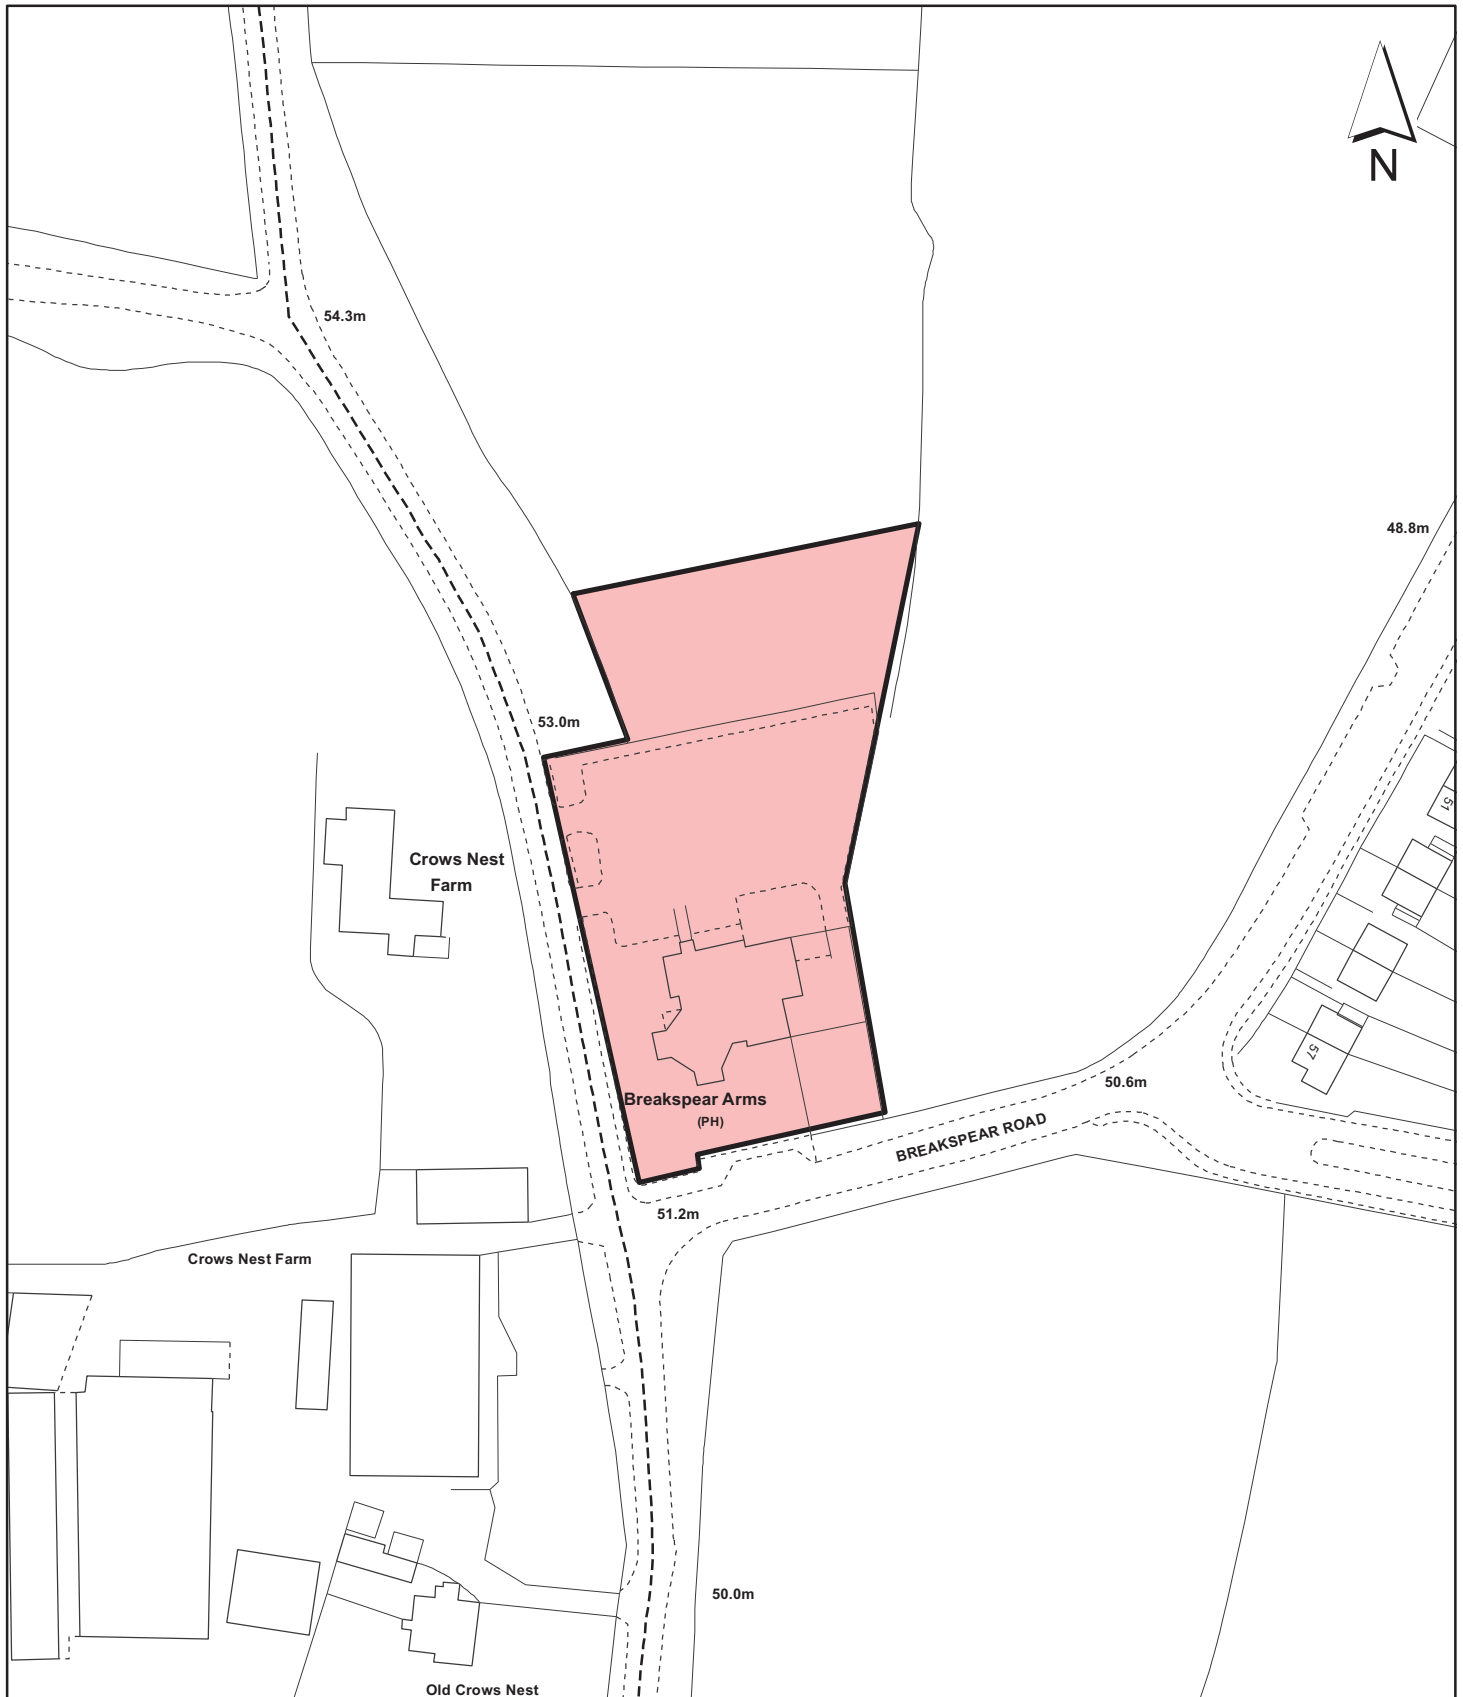 N
54.3m
48.8m
53.0m
51
Crows Nest
Farm
57
50.6m
Breakspear Arms
(PH)
BREAKSPEAR ROAD
51.2m
Crows Nest Farm
50.0m
Old Crows Nest